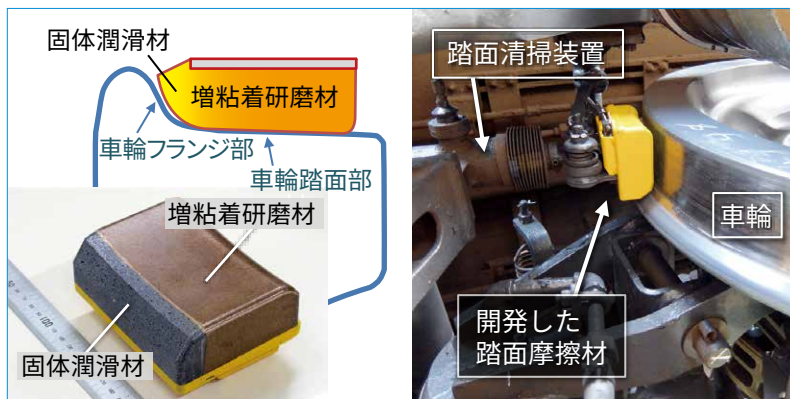 固体潤滑材
増粘着研磨材
車輪フランジ部
車輪踏面部
増粘着研磨材
100
固体潤滑材
踏面清掃装置
車輪
開発した
踏面摩擦材